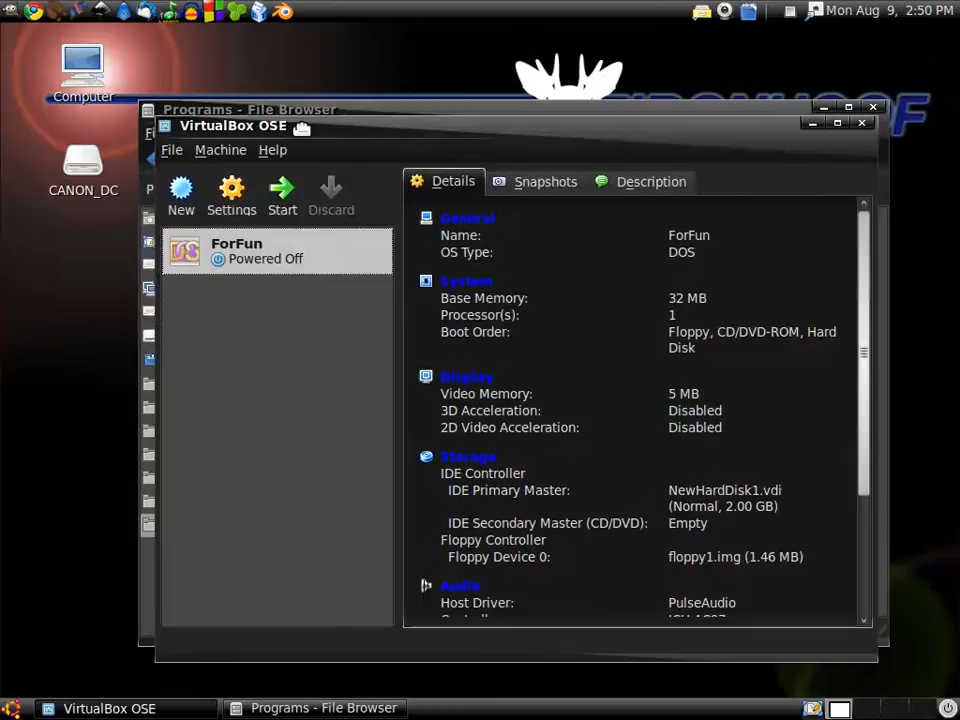 Mon Aug 9, 2:50 PM
Computer
CANON_DC
Programs - File Browser
VirtualBox OSE
File Machine Help
New Settings Start Discard
ForFun
Powered Off
Details Snapshots Description
General
Name: ForFun
OS Type: DOS
System
Base Memory: 32 MB
Processor(s): 1
Boot Order: Floppy, CD/DVD-ROM, Hard
Disk
Display
Video Memory: 5 MB
3D Acceleration: Disabled
2D Video Acceleration: Disabled
Storage
IDE Controller
IDE Primary Master: NewHardDisk1.vdi
(Normal, 2.00 GB)
IDE Secondary Master (CD/DVD): Empty
Floppy Controller
Floppy Device 0: floppy1.img (1.46 MB)
Audio
Host Driver: PulseAudio
VirtualBox OSE
Programs - File Browser